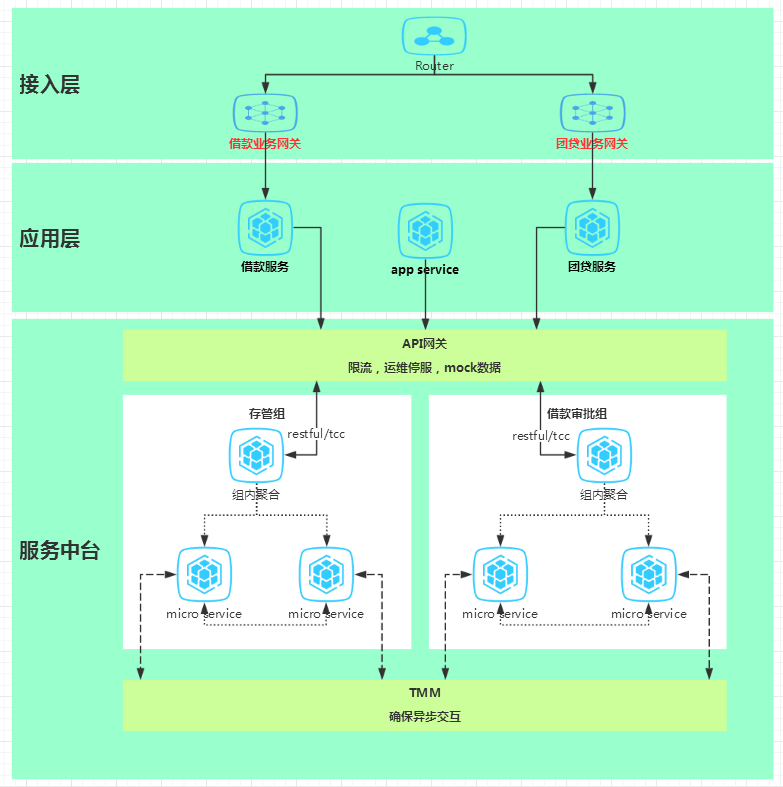 接入层
Router
借款业务网关
团贷业务网关
应用层
借款服务
app service
团贷服务
API网关
限流，运维停服，mock数据
存管组
借款审批组
restful/tcc
restful/tcc
组内聚合
组内聚合
服务中台
micro service
micro service
micro service
micro service
TMM
确保异步交互